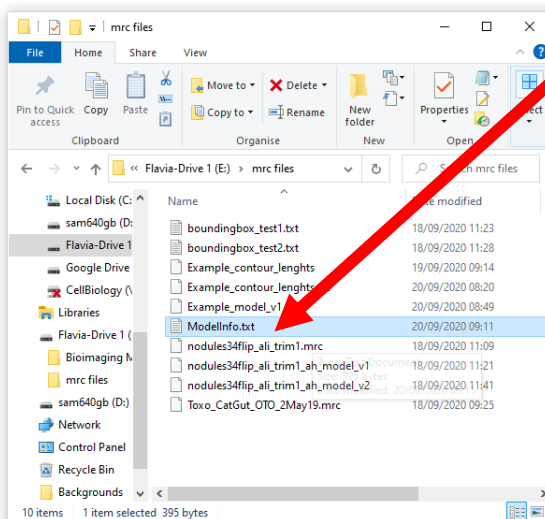 mrc files
File Home Share View
Pin to Quick access
Copy
Paste
Move to
Copy to
Delete
Rename
New folder
Properties
Clipboard Organise New Open
Flavia-Drive 1 (E:) > mrc files
mrc files
Name
modified
Local Disk (C:
sam640gb (D:
Flavia-Drive 1
Google Drive
CellBiology (\
Libraries
Flavia-Drive 1 (
Bioimaging M
mrc files
sam640gb (D:)
Network
Control Panel
Recycle Bin
Backgrounds
boundingbox_test1.txt 18/09/2020 11:23
boundingbox_test2.txt 18/09/2020 11:28
Example_contour_lenghts 19/09/2020 09:14
Example_contour_lenghts 20/09/2020 08:20
Example_model_v1 20/09/2020 08:49
ModelInfo.txt 20/09/2020 09:11
nodules34flip_ali_trim1.mrc 18/09/2020 11:09
nodules34flip_ali_trim1_ah_model_v1 18/09/2020 11:21
nodules34flip_ali_trim1_ah_model_v2 18/09/2020 11:41
Toxo_CatGut_OTO_2May19.mrc 18/09/2020 09:25
10 items 1 item selected 395 bytes